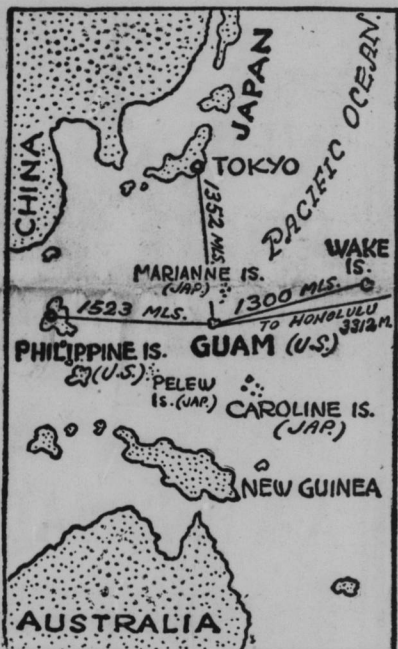 CHINA
JAPAN
PACIFIC OCEAN
TOKYO
1352 MLS
MARIANNE IS.
(JAP.)
WAKE
IS.
1300 MLS.
TO HONOLULU
3312 M.
1523 MLS.
PHILIPPINE IS.
(U.S.)
GUAM (U.S.)
PELEW
IS. (JAP.)
CAROLINE IS.
(JAP.)
NEW GUINEA
AUSTRALIA